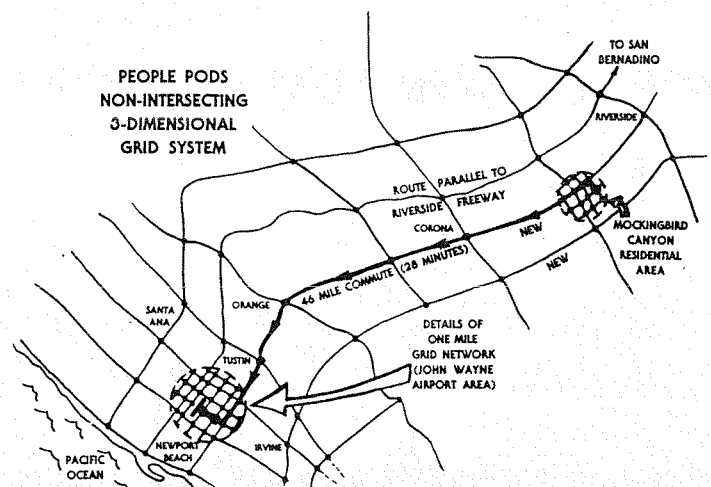 PEOPLE PODS
NON-INTERSECTING
3-DIMENSIONAL
GRID SYSTEM
TO SAN
BERNADINO
RIVERSIDE
ROUTE PARALLEL TO
RIVERSIDE FREEWAY
CORONA
NEW
MOCKINGBIRD
CANYON
RESIDENTIAL
AREA
46 MILE COMMUTE (28 MINUTES)
NEW
ORANGE
SANTA
ANA
TUSTIN
DETAILS OF
ONE MILE
GRID NETWORK
(JOHN WAYNE
AIRPORT AREA)
NEWPORT
BEACH
IRVINE
PACIFIC
OCEAN